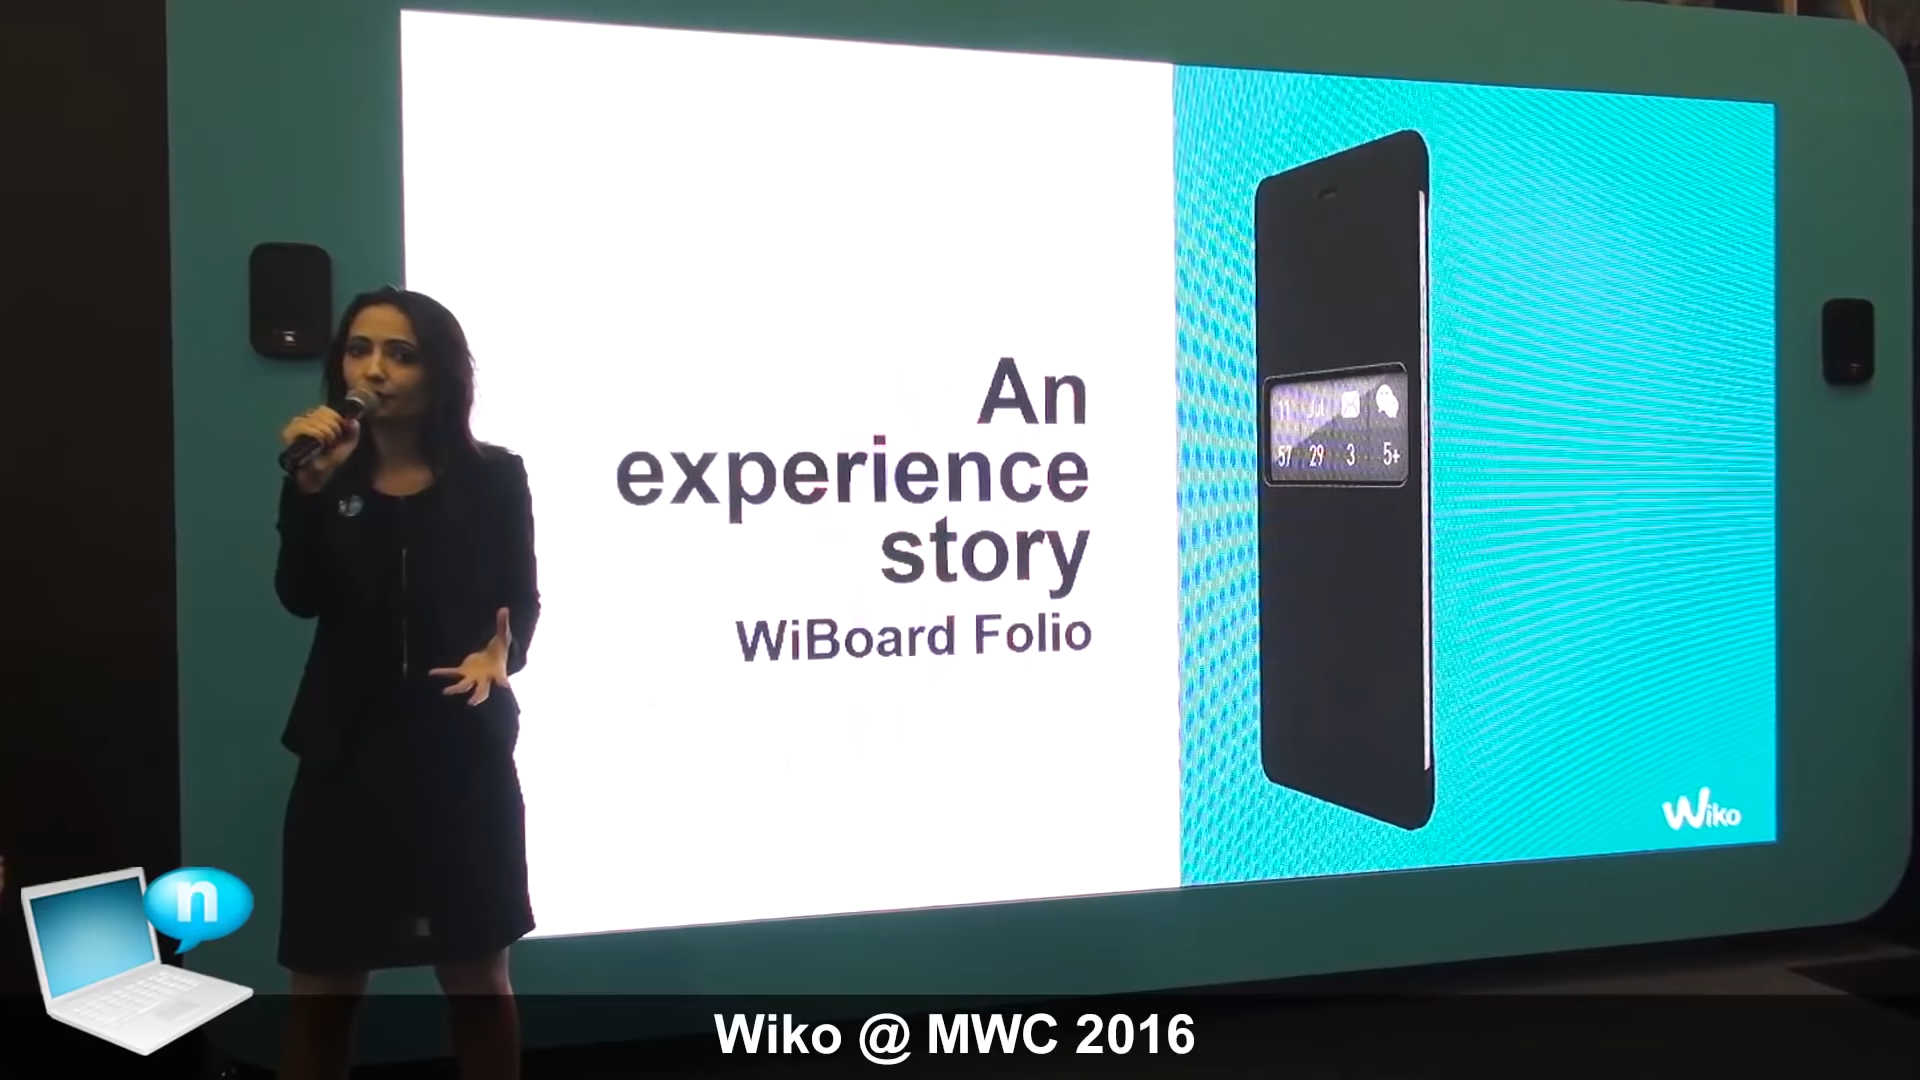 An
experience
story
WiBoard Folio
11 Jul
57 29 3 5+
Wiko
n
Wiko @ MWC 2016